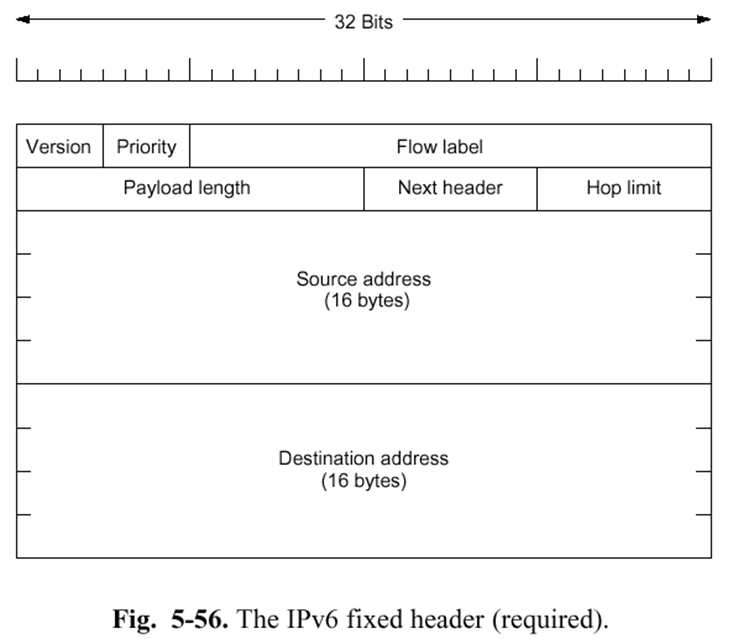 32 Bits
Version Priority Flow label
Payload length Next header Hop limit
Source address
(16 bytes)
Destination address
(16 bytes)
Fig. 5-56. The IPv6 fixed header (required).